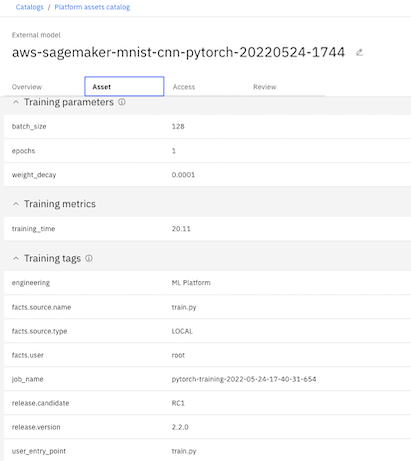 Catalogs / Platform assets catalog
External model
aws-sagemaker-mnist-cnn-pytorch-20220524-1744
Overview Asset Access Review
Training parameters
batch_size 128
epochs 1
weight_decay 0.0001
Training metrics
training_time 20.11
Training tags
engineering ML Platform
facts.source.name train.py
facts.source.type LOCAL
facts.user root
job_name pytorch-training-2022-05-24-17-40-31-654
release.candidate RC1
release.version 2.2.0
user_entry_point train.py